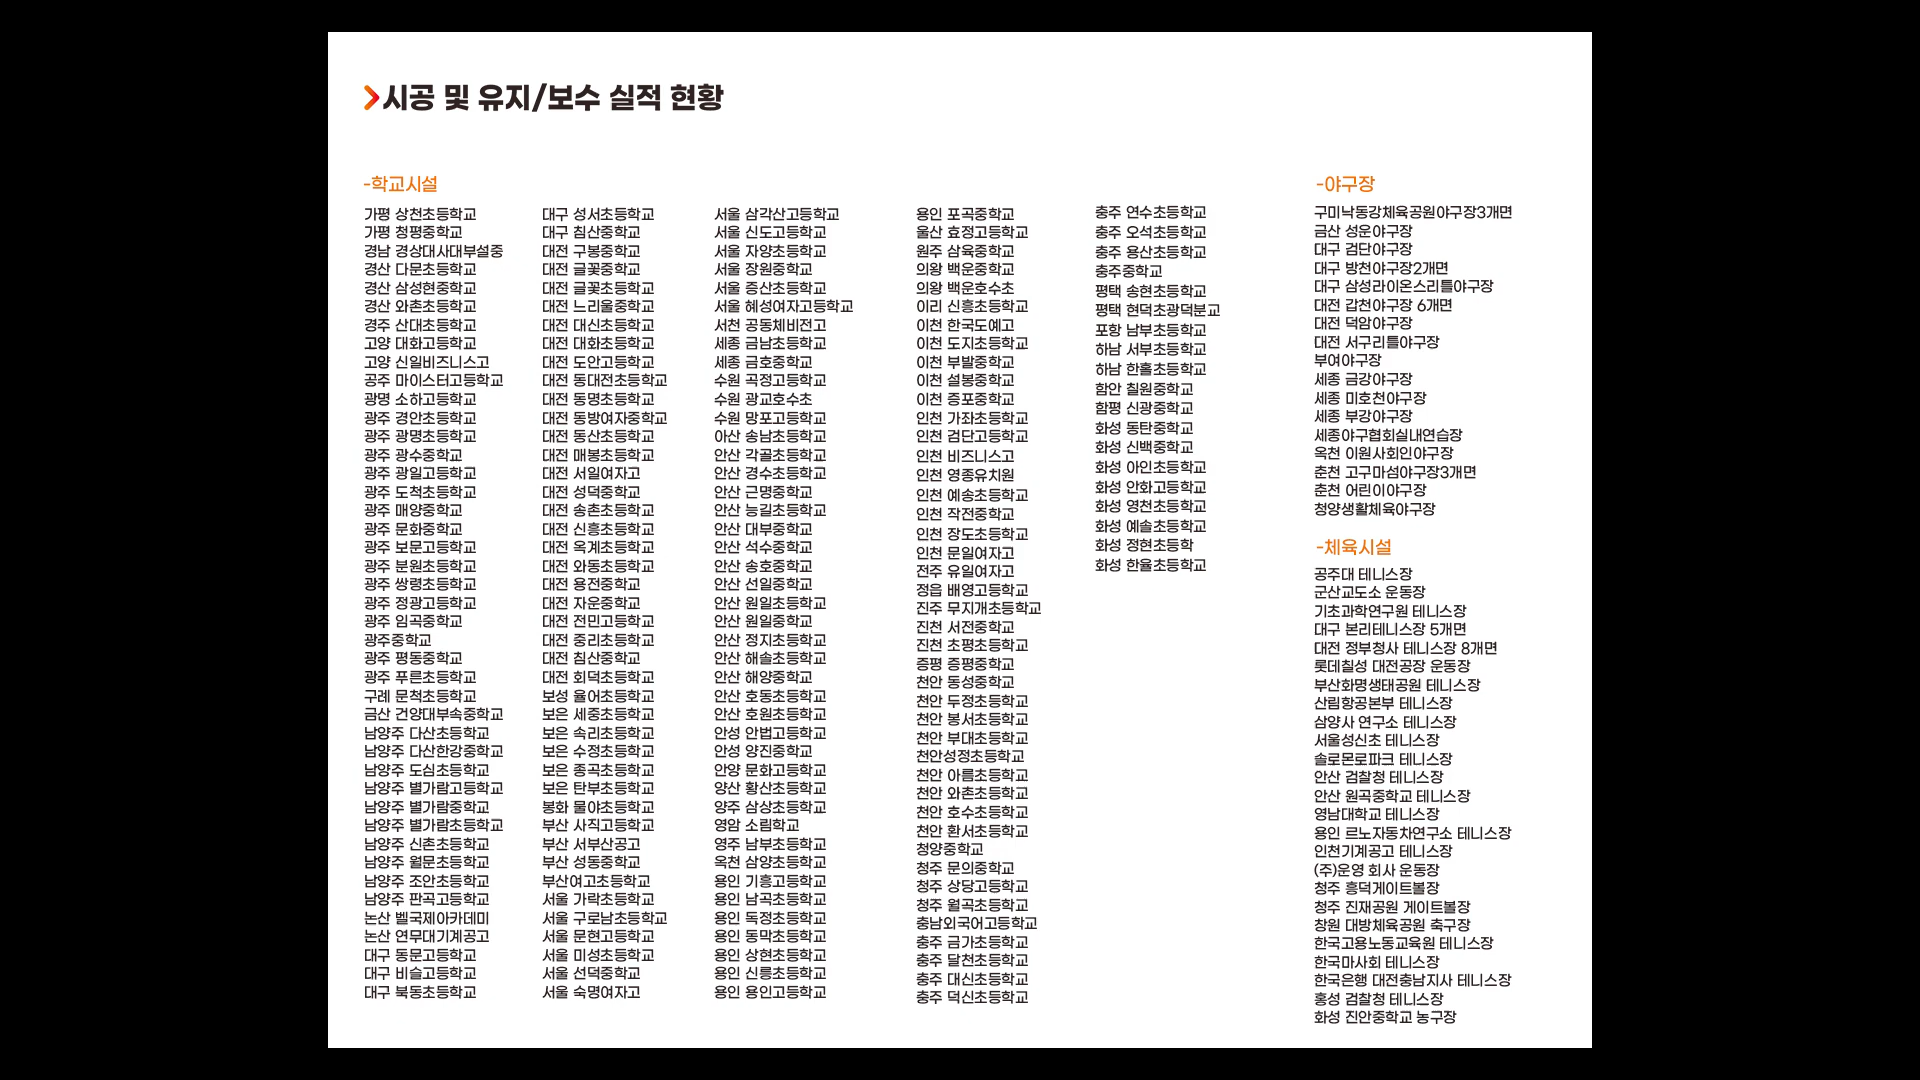 시공 및 유지/보수 실적 현황
-학교시설
가평 상천초등학교
가평 청평중학교
경남 경상대사대부설중
경산 다문초등학교
경산 삼성현중학교
경산 와촌초등학교
경주 산대초등학교
고양 대화고등학교
고양 신일비즈니스고
공주 마이스터고등학교
광명 소하고등학교
광주 경안초등학교
광주 광명초등학교
광주 광수중학교
광주 광일고등학교
광주 도척초등학교
광주 매양중학교
광주 문화중학교
광주 보문고등학교
광주 분원초등학교
광주 쌍령초등학교
광주 정광고등학교
광주 임곡중학교
광주중학교
광주 평동중학교
광주 푸른초등학교
구례 문척초등학교
금산 건양대부속중학교
남양주 다산초등학교
남양주 다산한강중학교
남양주 도심초등학교
남양주 별가람고등학교
남양주 별가람중학교
남양주 별가람초등학교
남양주 신촌초등학교
남양주 월문초등학교
남양주 조안초등학교
남양주 판곡고등학교
논산 벨국제아카데미
논산 연무대기계공고
대구 동문고등학교
대구 비슬고등학교
대구 북동초등학교
대구 성서초등학교
대구 침산중학교
대전 구봉중학교
대전 글꽃중학교
대전 글꽃초등학교
대전 느리울중학교
대전 대신초등학교
대전 대화초등학교
대전 도안고등학교
대전 동대전초등학교
대전 동명초등학교
대전 동방여자중학교
대전 동산초등학교
대전 매봉초등학교
대전 서일여자고
대전 성덕중학교
대전 송촌초등학교
대전 신흥초등학교
대전 옥계초등학교
대전 와동초등학교
대전 용전중학교
대전 자운중학교
대전 전민고등학교
대전 중리초등학교
대전 침산중학교
대전 회덕초등학교
보성 율어초등학교
보은 세중초등학교
보은 속리초등학교
보은 수정초등학교
보은 종곡초등학교
보은 탄부초등학교
봉화 물야초등학교
부산 사직고등학교
부산 서부산공고
부산 성동중학교
부산여고초등학교
서울 가락초등학교
서울 구로남초등학교
서울 문현고등학교
서울 미성초등학교
서울 선덕중학교
서울 숙명여자고
서울 삼각산고등학교
서울 신도고등학교
서울 자양초등학교
서울 장원중학교
서울 증산초등학교
서울 혜성여자고등학교
서천 공동체비전고
세종 금남초등학교
세종 금호중학교
수원 곡정고등학교
수원 광교호수초
수원 망포고등학교
아산 송남초등학교
안산 각골초등학교
안산 경수초등학교
안산 근명중학교
안산 능길초등학교
안산 대부중학교
안산 석수중학교
안산 송호중학교
안산 선일중학교
안산 원일초등학교
안산 원일중학교
안산 정지초등학교
안산 해솔초등학교
안산 해양중학교
안산 호동초등학교
안산 호원초등학교
안성 안법고등학교
안성 양진중학교
안양 문화고등학교
양산 황산초등학교
양주 삼상초등학교
영암 소림학교
영주 남부초등학교
옥천 삼양초등학교
용인 기흥고등학교
용인 남곡초등학교
용인 독정초등학교
용인 동막초등학교
용인 상현초등학교
용인 신릉초등학교
용인 용인고등학교
용인 포곡중학교
울산 효정고등학교
원주 삼육중학교
의왕 백운중학교
의왕 백운호수초
이리 신흥초등학교
이천 한국도예고
이천 도지초등학교
이천 부발중학교
이천 설봉중학교
이천 증포중학교
인천 가좌초등학교
인천 검단고등학교
인천 비즈니스고
인천 영종유치원
인천 예송초등학교
인천 작전중학교
인천 장도초등학교
인천 문일여자고
전주 유일여자고
정읍 배영고등학교
진주 무지개초등학교
진천 서전중학교
진천 초평초등학교
증평 증평중학교
천안 동성중학교
천안 두정초등학교
천안 봉서초등학교
천안 부대초등학교
천안성정초등학교
천안 아름초등학교
천안 와촌초등학교
천안 호수초등학교
천안 환서초등학교
청양중학교
청주 문의중학교
청주 상당고등학교
청주 월곡초등학교
충남외국어고등학교
충주 금가초등학교
충주 달천초등학교
충주 대신초등학교
충주 덕신초등학교
충주 연수초등학교
충주 오석초등학교
충주 용산초등학교
충주중학교
평택 송현초등학교
평택 현덕초광덕분교
포항 남부초등학교
하남 서부초등학교
하남 한홀초등학교
함안 칠원중학교
함평 신광중학교
화성 동탄중학교
화성 신백중학교
화성 아인초등학교
화성 안화고등학교
화성 영천초등학교
화성 예솔초등학교
화성 정현초등학
화성 한율초등학교
-야구장
구미낙동강체육공원야구장3개면
금산 성운야구장
대구 검단야구장
대구 방천야구장2개면
대구 삼성라이온스리틀야구장
대전 갑천야구장 6개면
대전 덕암야구장
대전 서구리틀야구장
부여야구장
세종 금강야구장
세종 미호천야구장
세종 부강야구장
세종야구협회실내연습장
옥천 이원사회인야구장
춘천 고구마섬야구장3개면
춘천 어린이야구장
청양생활체육야구장
-체육시설
공주대 테니스장
군산교도소 운동장
기초과학연구원 테니스장
대구 본리테니스장 5개면
대전 정부청사 테니스장 8개면
롯데칠성 대전공장 운동장
부산화명생태공원 테니스장
산림항공본부 테니스장
삼양사 연구소 테니스장
서울성신초 테니스장
솔로몬로파크 테니스장
안산 검찰청 테니스장
안산 원곡중학교 테니스장
영남대학교 테니스장
용인 르노자동차연구소 테니스장
인천기계공고 테니스장
(주)운영 회사 운동장
청주 흥덕게이트볼장
청주 진재공원 게이트볼장
창원 대방체육공원 축구장
한국고용노동교육원 테니스장
한국마사회 테니스장
한국은행 대전충남지사 테니스장
홍성 검찰청 테니스장
화성 진안중학교 농구장